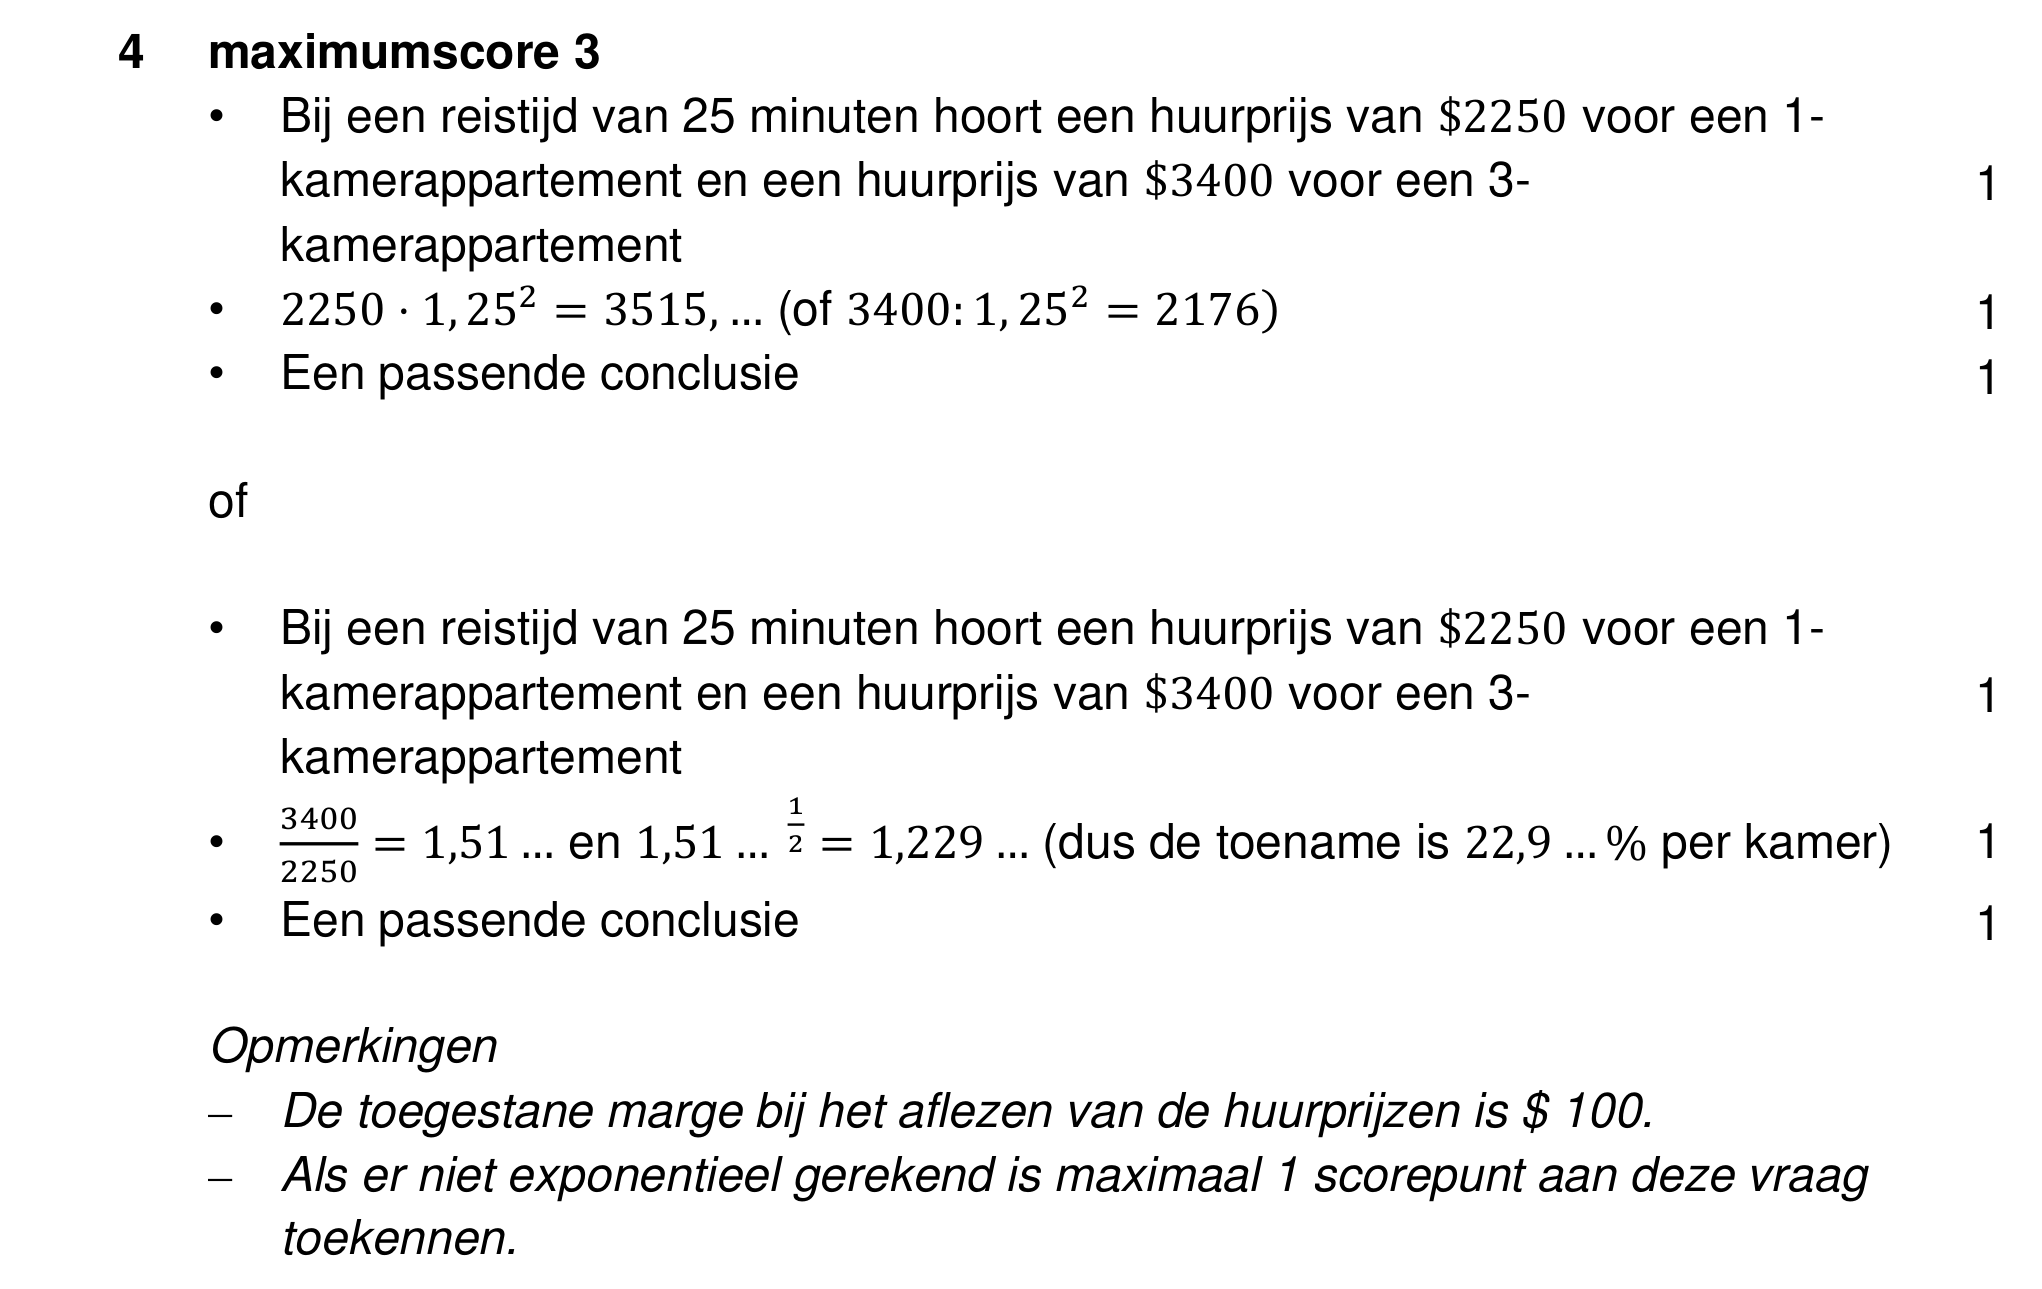 4 maximumscore 3
• Bij een reistijd van 25 minuten hoort een huurprijs van $2250 voor een 1-
kamerappartement en een huurprijs van $3400 voor een 3- 1
kamerappartement
• 2250 · 1,25² = 3515, … (of 3400: 1,25² = 2176) 1
• Een passende conclusie 1
of
• Bij een reistijd van 25 minuten hoort een huurprijs van $2250 voor een 1-
kamerappartement en een huurprijs van $3400 voor een 3- 1
kamerappartement
• 3400/2250 = 1,51 … en 1,51 … ^(1/2) = 1,229 … (dus de toename is 22,9 … % per kamer) 1
• Een passende conclusie 1
Opmerkingen
– De toegestane marge bij het aflezen van de huurprijzen is $ 100.
– Als er niet exponentieel gerekend is maximaal 1 scorepunt aan deze vraag
toekennen.